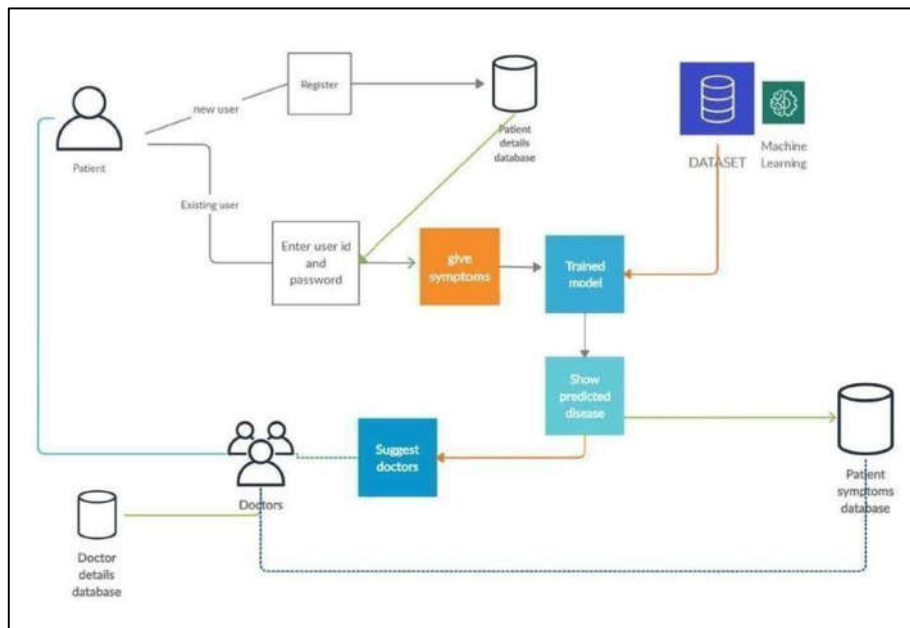 Register
new user
Patient
Patient
details
database
DATASET
Machine
Learning
Existing user
Enter user id
and
password
give
symptoms
Trained
model
Show
predicted
disease
Suggest
doctors
Doctors
Patient
symptoms
database
Doctor
details
database